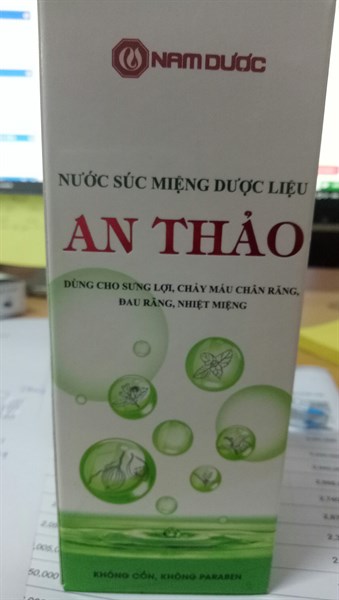 NAM DƯỢC
NƯỚC SÚC MIỆNG DƯỢC LIỆU
AN THẢO
DÙNG CHO SƯNG LỢI, CHẢY MÁU CHÂN RĂNG,
ĐAU RĂNG, NHIỆT MIỆNG
KHÔNG CỒN, KHÔNG PARABEN